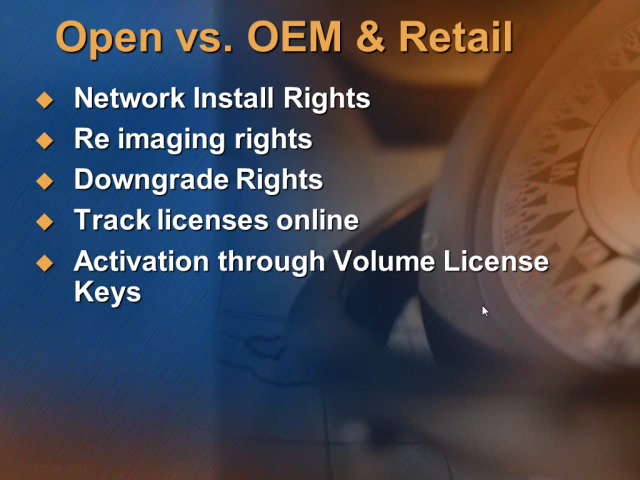 Open vs. OEM & Retail
Network Install Rights
Re imaging rights
Downgrade Rights
Track licenses online
Activation through Volume License
Keys